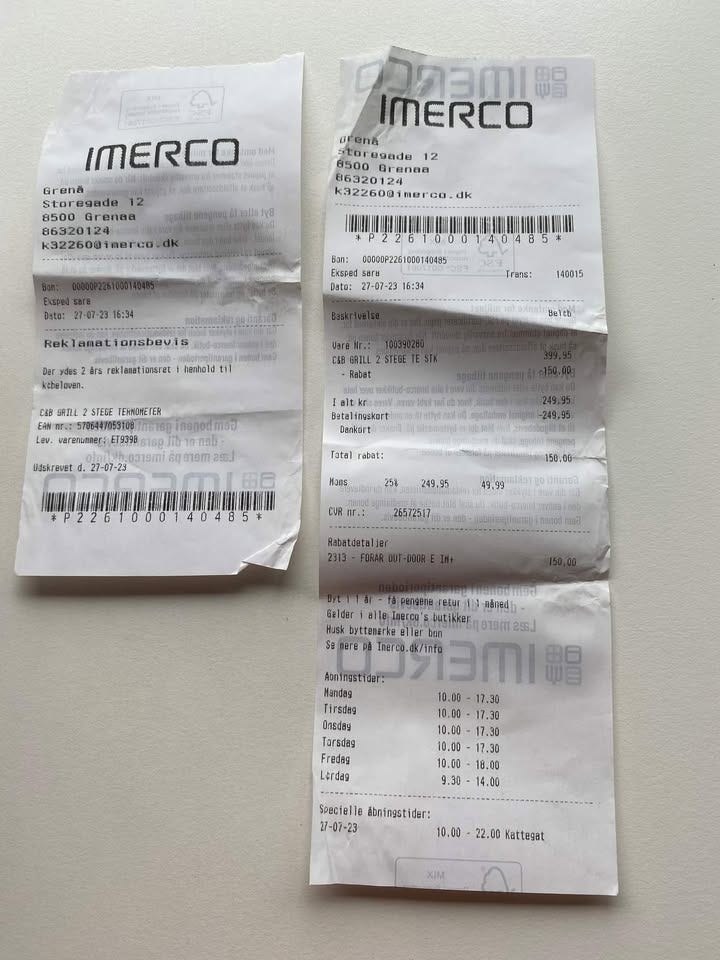 IMERCO
Grenå
Storegade 12
8500 Grenaa
86320124
k32260@imerco.dk
Bon: 00000P2261000140485
Eksped sara
Dato: 27-07-23 16:34
Reklamationsbevis
Der ydes 2 års reklamationsret i henhold til
købeloven.
C&B GRILL 2 STEGE TERMOMETER
EAN nr.: 5706447053108
Lev. varenummer: ET939B
Udskrevet d. 27-07-23
*P2261000140485*
IMERCO
Grenå
Storegade 12
8500 Grenaa
86320124
k32260@imerco.dk
*P2261000140485*
Bon: 00000P2261000140485
Eksped sara Trans: 140015
Dato: 27-07-23 16:34
Beskrivelse Beløb
Vare Nr.: 100390280
C&B GRILL 2 STEGE TE STK 399,95
- Rabat -150,00
I alt kr 249,95
Betalingskort -249,95
Dankort
Total rabat: 150,00
Moms 25% 249,95 49,99
CVR nr.: 26572517
Rabatdetaljer
2313 - FORÅR OUT-DOOR E IM+ 150,00
Byt i 1 år - få pengene retur i 1 måned
Gælder i alle Imerco's butikker
Husk byttemærke eller bon
Se mere på Imerco.dk/info
Åbningstider:
Mandag 10.00 - 17.30
Tirsdag 10.00 - 17.30
Onsdag 10.00 - 17.30
Torsdag 10.00 - 17.30
Fredag 10.00 - 18.00
Lørdag 9.30 - 14.00
Specielle åbningstider:
27-07-23 10.00 - 22.00 Kattegat